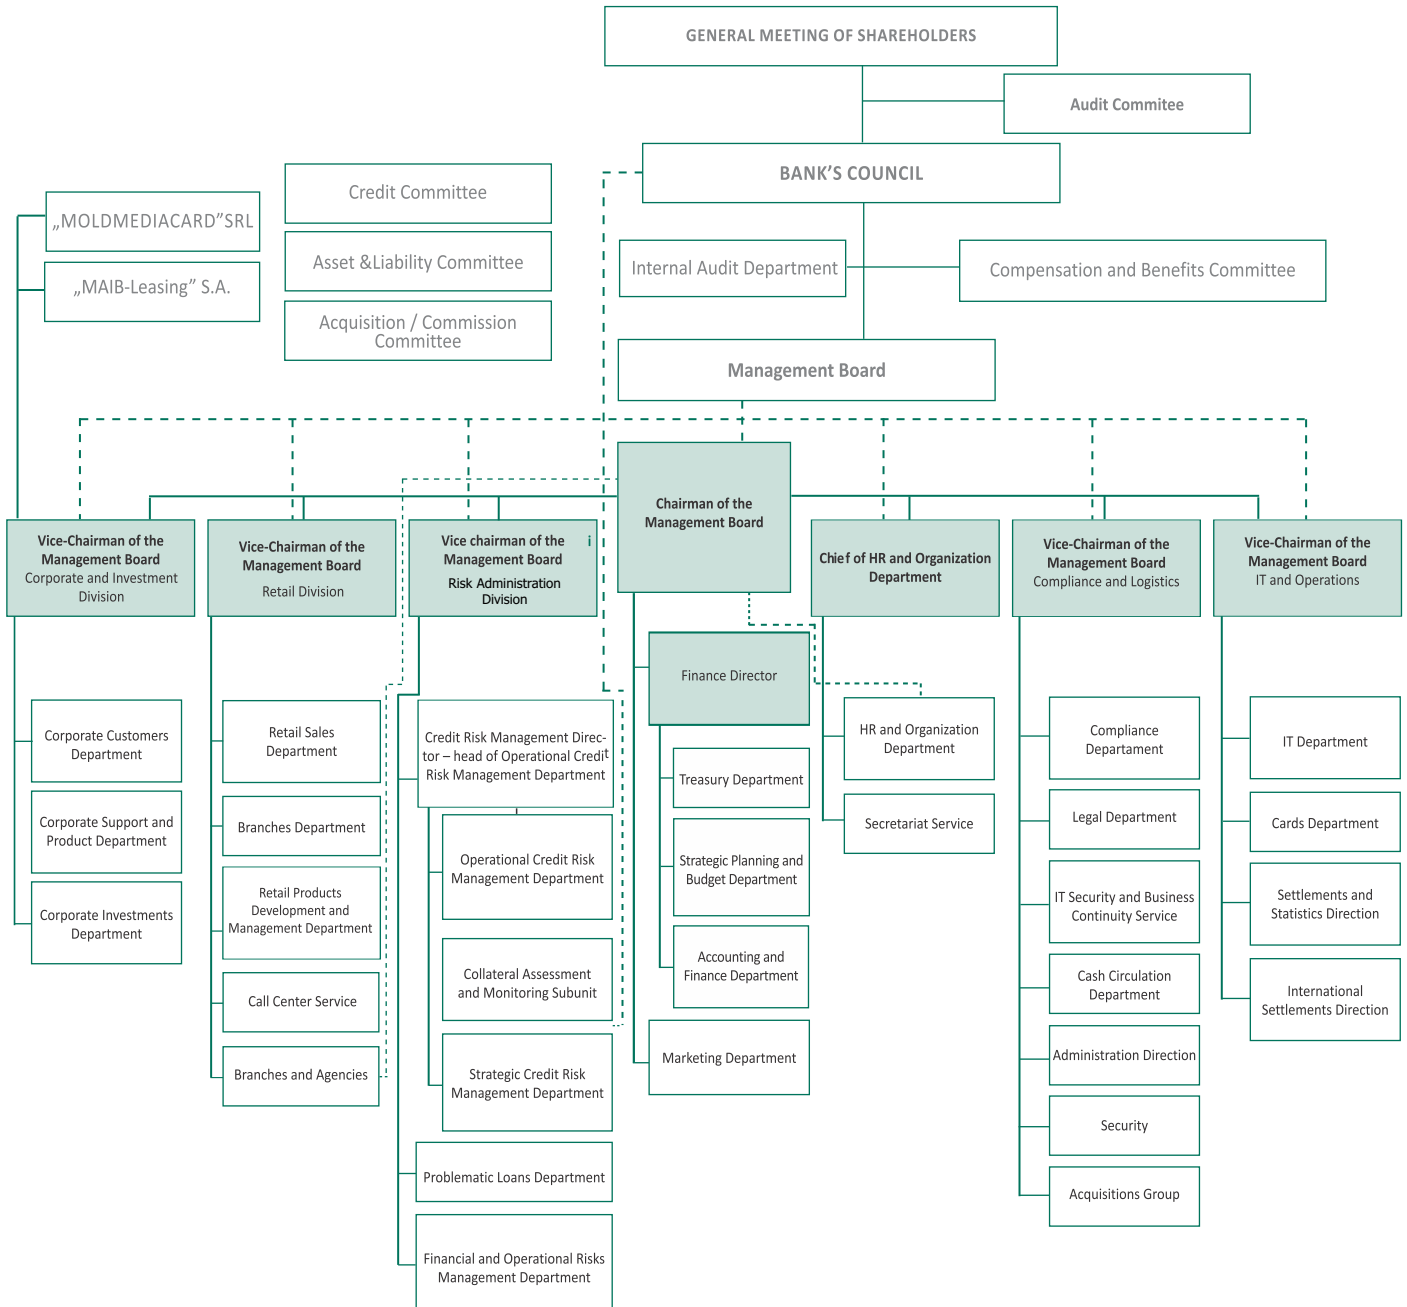 GENERAL MEETING OF SHAREHOLDERS
Audit Commitee
BANK’S COUNCIL
„MOLDMEDIACARD”SRL
„MAIB-Leasing” S.A.
Credit Committee
Asset &Liability Committee
Acquisition / Commission
Committee
Internal Audit Department
Compensation and Benefits Committee
Management Board
Chairman of the
Management Board
Vice-Chairman of the
Management Board
Corporate and Investment
Division
Vice-Chairman of the
Management Board
Retail Division
Vice chairman of the
i
Management Board
Risk Administration
Division
Chief of HR and Organization
Department
Vice-Chairman of the
Management Board
Compliance and Logistics
Vice-Chairman of the
Management Board
IT and Operations
Corporate Customers
Department
Corporate Support and
Product Department
Corporate Investments
Department
Retail Sales
Department
Branches Department
Retail Products
Development and
Management Department
Call Center Service
Branches and Agencies
Credit Risk Management Direc-
tor – head of Operational Credit
Risk Management Department
Operational Credit Risk
Management Department
Collateral Assessment
and Monitoring Subunit
Strategic Credit Risk
Management Department
Problematic Loans Department
Financial and Operational Risks
Management Department
Finance Director
Treasury Department
Strategic Planning and
Budget Department
Accounting and
Finance Department
Marketing Department
HR and Organization
Department
Secretariat Service
Compliance
Departament
Legal Department
IT Security and Business
Continuity Service
Cash Circulation
Department
Administration Direction
Security
Acquisitions Group
IT Department
Cards Department
Settlements and
Statistics Direction
International
Settlements Direction